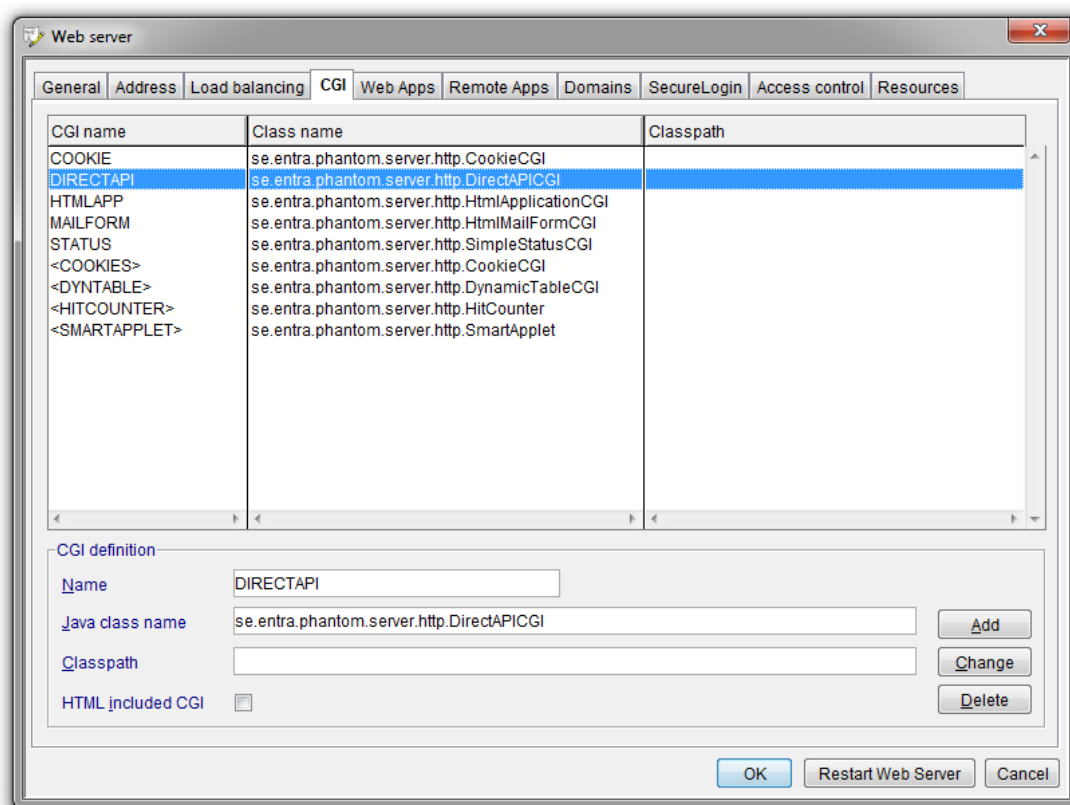 Web server
General Address Load balancing CGI Web Apps Remote Apps Domains SecureLogin Access control Resources
CGI name Class name Classpath
COOKIE se.entra.phantom.server.http.CookieCGI
DIRECTAPI se.entra.phantom.server.http.DirectAPICGI
HTMLAPP se.entra.phantom.server.http.HtmlApplicationCGI
MAILFORM se.entra.phantom.server.http.HtmlMailFormCGI
STATUS se.entra.phantom.server.http.SimpleStatusCGI
<COOKIES> se.entra.phantom.server.http.CookieCGI
<DYNTABLE> se.entra.phantom.server.http.DynamicTableCGI
<HITCOUNTER> se.entra.phantom.server.http.HitCounter
<SMARTAPPLET> se.entra.phantom.server.http.SmartApplet
CGI definition
Name DIRECTAPI
Java class name se.entra.phantom.server.http.DirectAPICGI Add
Classpath Change
HTML included CGI Delete
OK Restart Web Server Cancel